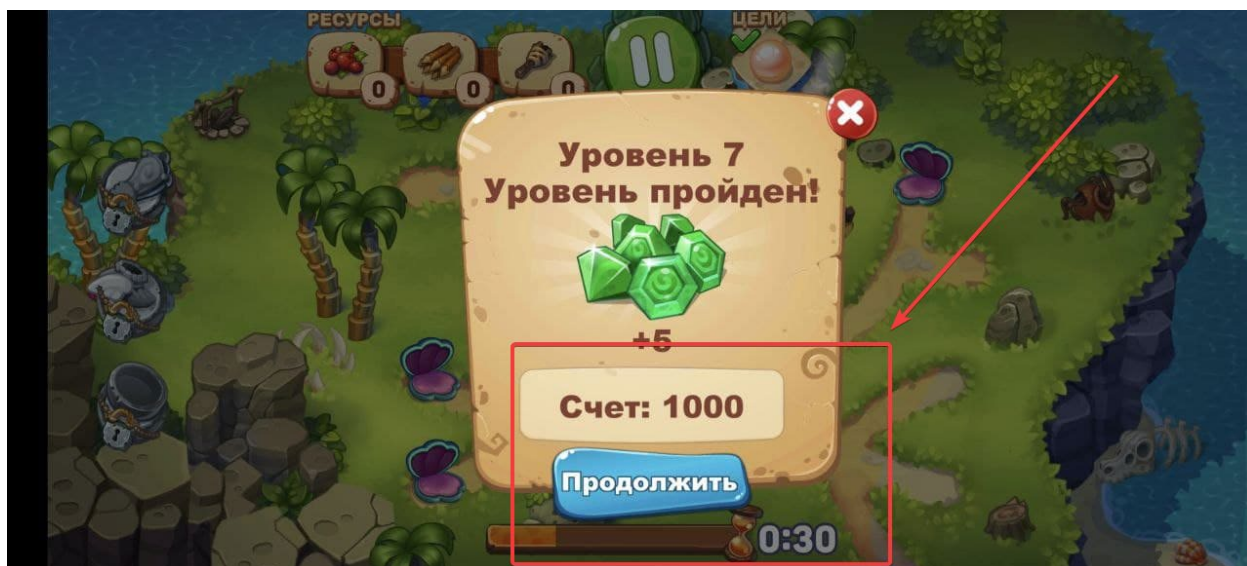 РЕСУРСЫ
ЦЕЛИ
0
0
0
Уровень 7
Уровень пройден!
+5
Счет: 1000
Продолжить
0:30